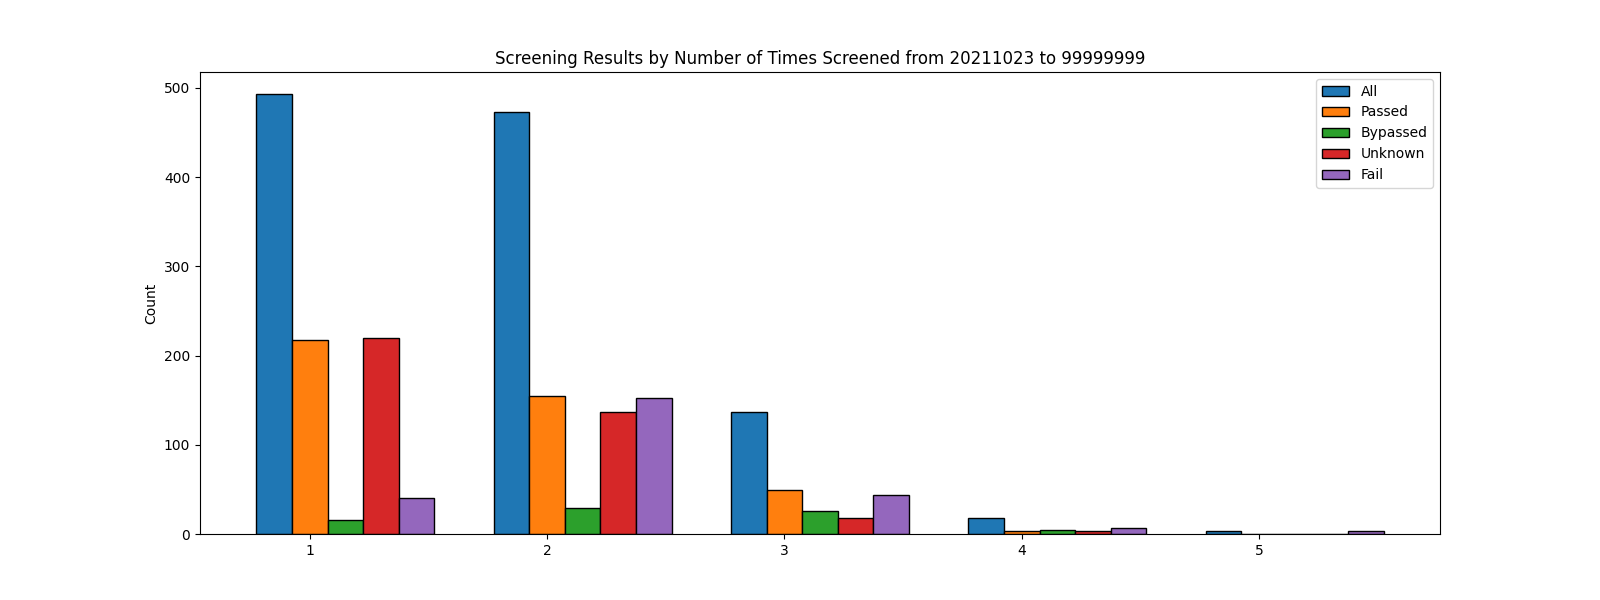 Screening Results by Number of Times Screened from 20211023 to 99999999
500
400
300
200
100
0
Count
1 2 3 4 5
All
Passed
Bypassed
Unknown
Fail